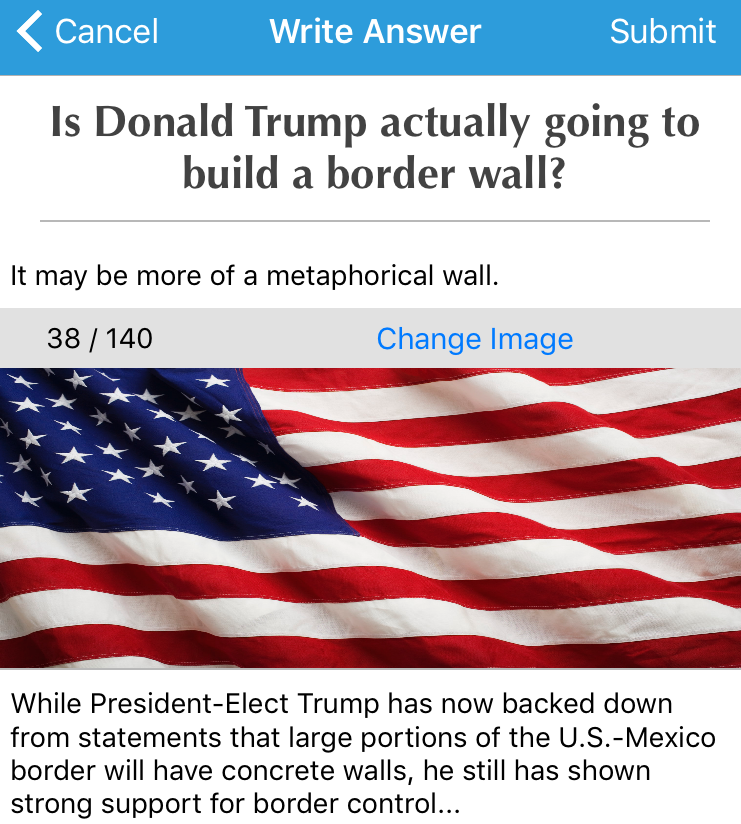 Cancel Write Answer Submit
Is Donald Trump actually going to
build a border wall?
It may be more of a metaphorical wall.
38 / 140 Change Image
While President-Elect Trump has now backed down
from statements that large portions of the U.S.-Mexico
border will have concrete walls, he still has shown
strong support for border control...